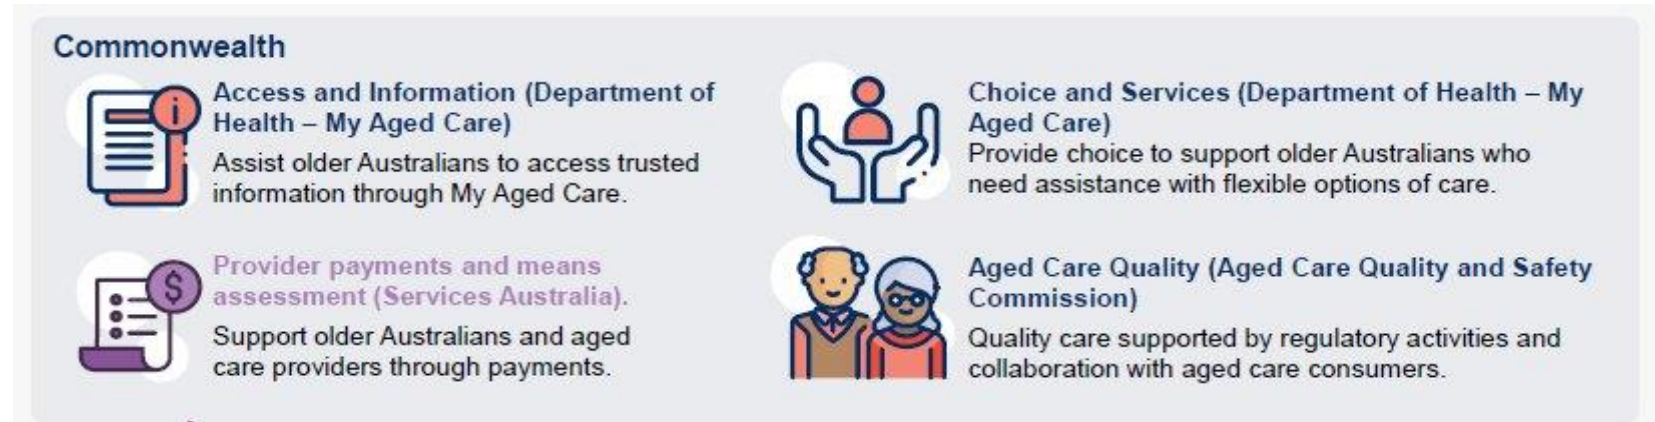 Commonwealth
Access and Information (Department of
Health – My Aged Care)
Assist older Australians to access trusted
information through My Aged Care.
Choice and Services (Department of Health – My
Aged Care)
Provide choice to support older Australians who
need assistance with flexible options of care.
Provider payments and means
assessment (Services Australia).
Support older Australians and aged
care providers through payments.
Aged Care Quality (Aged Care Quality and Safety
Commission)
Quality care supported by regulatory activities and
collaboration with aged care consumers.